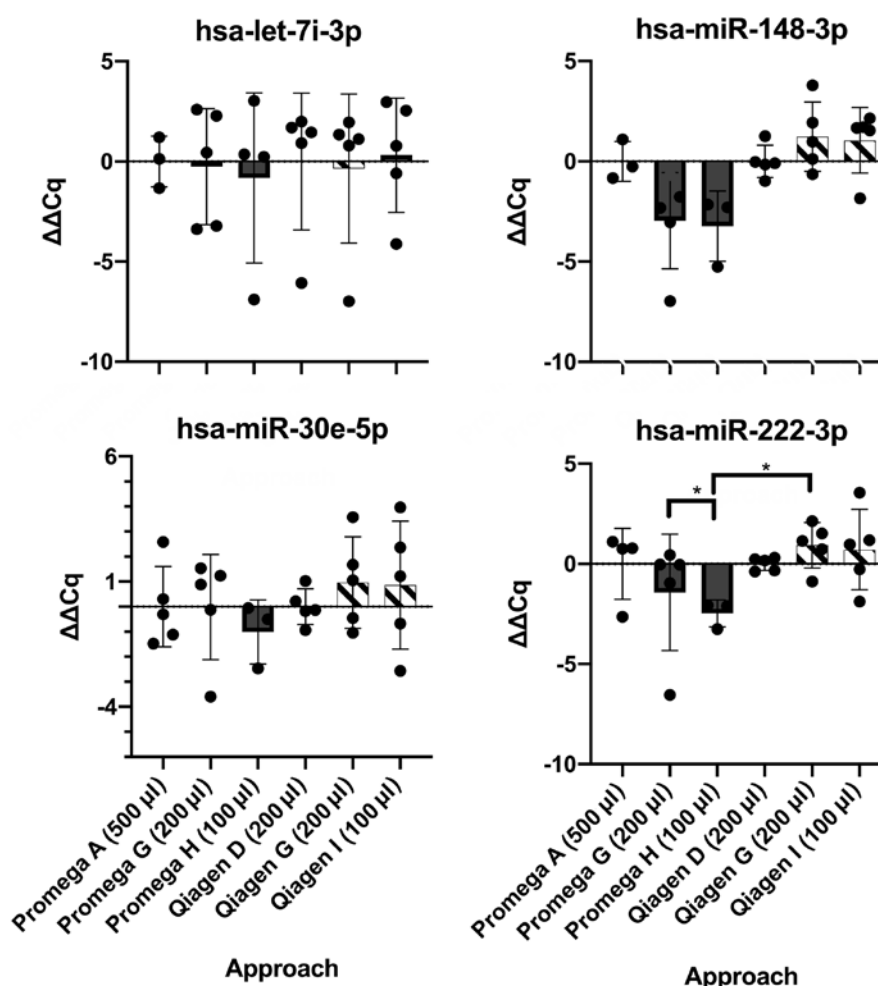 hsa-let-7i-3p
5
0
-5
-10
ΔΔCq
hsa-miR-148-3p
5
0
-5
-10
ΔΔCq
hsa-miR-30e-5p
6
1
-4
ΔΔCq
Promega A (500 µl)
Promega G (200 µl)
Promega H (100 µl)
Qiagen D (200 µl)
Qiagen G (200 µl)
Qiagen I (100 µl)
Approach
hsa-miR-222-3p
5
0
-5
-10
ΔΔCq
*
*
Promega A (500 µl)
Promega G (200 µl)
Promega H (100 µl)
Qiagen D (200 µl)
Qiagen G (200 µl)
Qiagen I (100 µl)
Approach